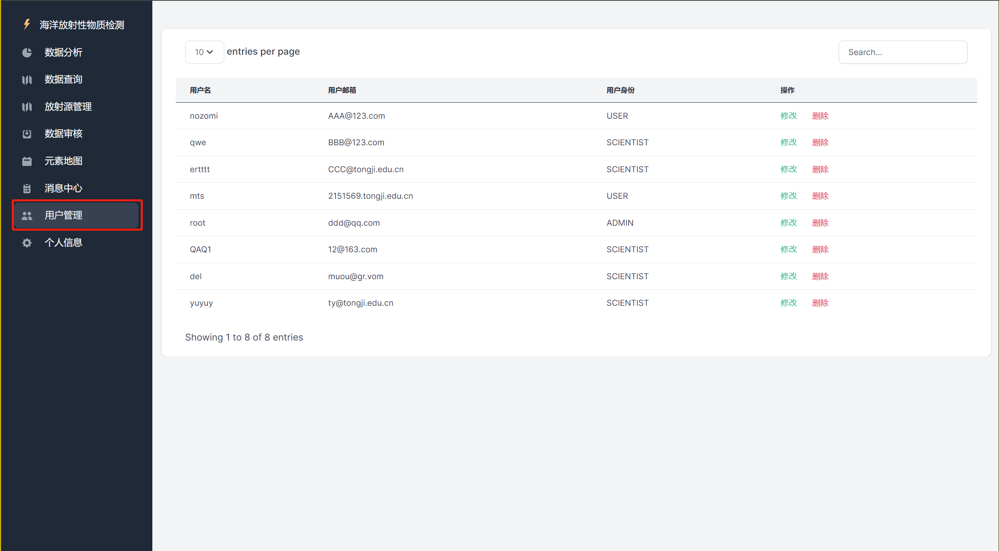 海洋放射性物质检测
数据分析
数据查询
放射源管理
数据审核
元素地图
消息中心
用户管理
个人信息
10 entries per page Search...
用户名 用户邮箱 用户身份 操作
nozomi AAA@123.com USER 修改 删除
qwe BBB@123.com SCIENTIST 修改 删除
ertttt CCC@tongji.edu.cn SCIENTIST 修改 删除
mts 2151569.tongji.edu.cn USER 修改 删除
root ddd@qq.com ADMIN 修改 删除
QAQ1 12@163.com SCIENTIST 修改 删除
del muou@gr.vom SCIENTIST 修改 删除
yuyuy ty@tongji.edu.cn SCIENTIST 修改 删除
Showing 1 to 8 of 8 entries